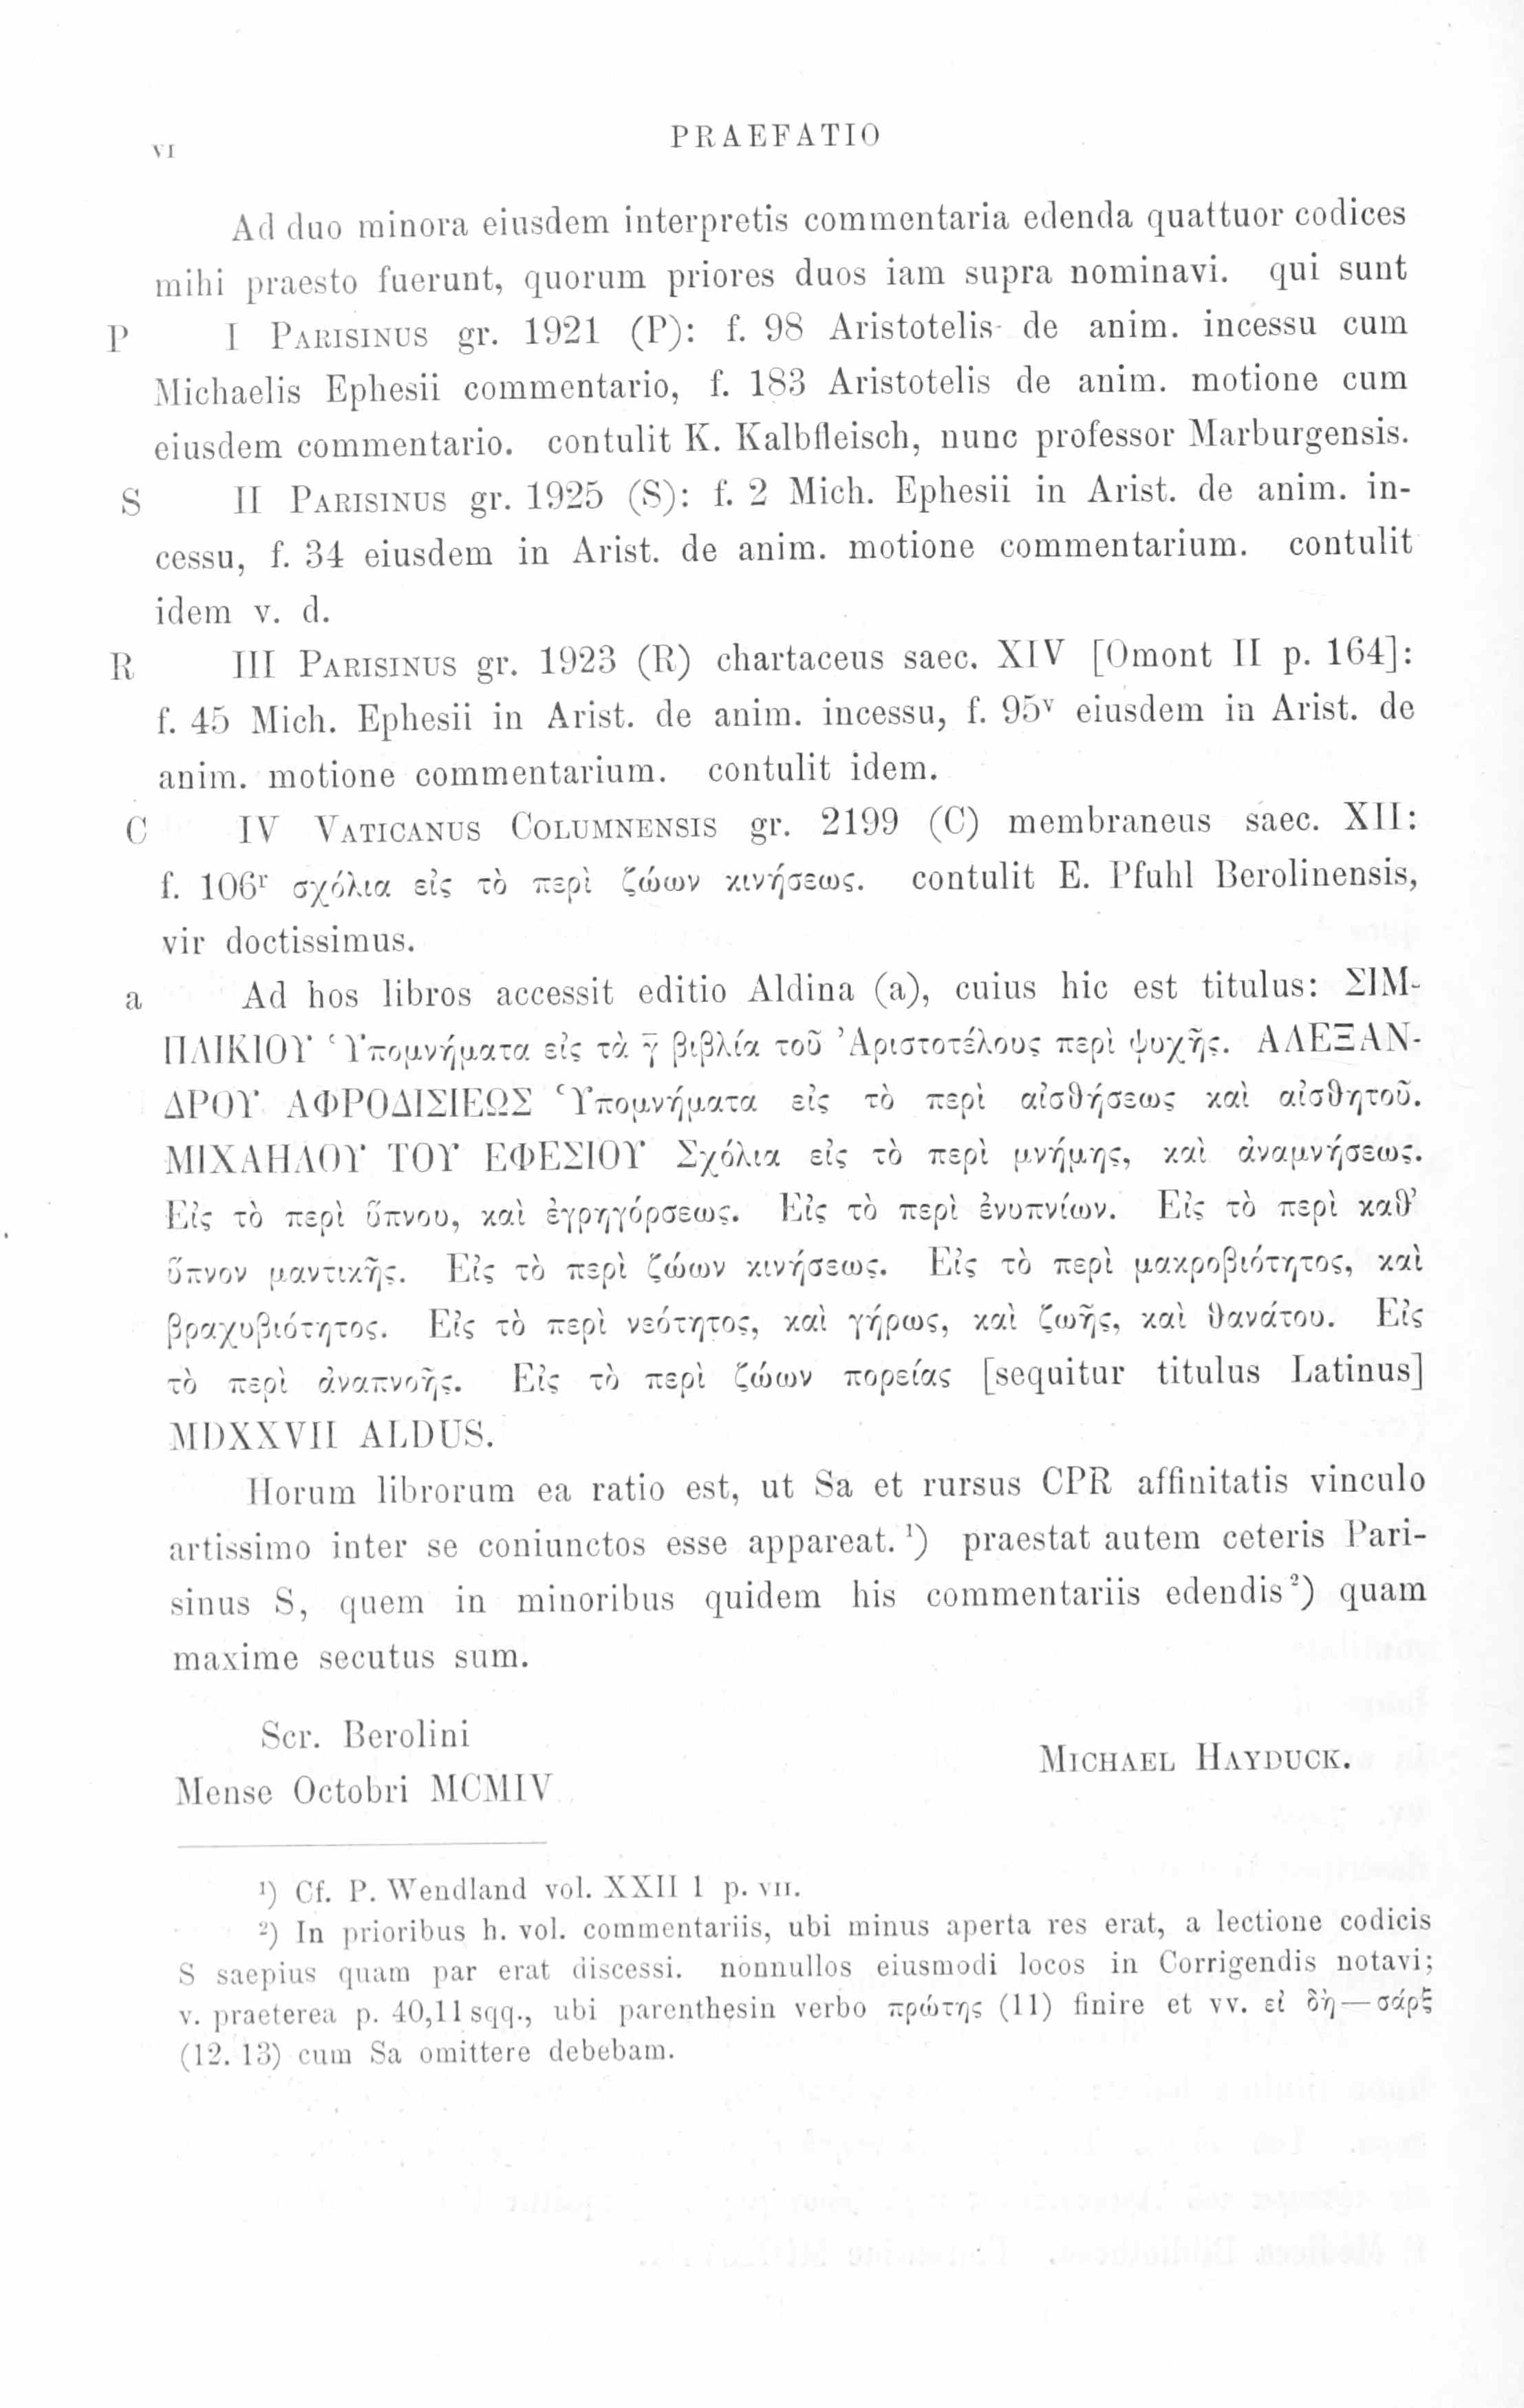 PRAEFATIO
VI
Ad duo minora eiusdem interpretis commentaria edenda quattuor codices
mihi praesto fuerunt, quorum priores duos iam supra nominavi. qui sunt
P I PARISINUS gr. 1921 (P): f. 98 Aristotelis de anim. incessu cum
Michaelis Ephesii commentario, f. 183 Aristotelis de anim. motione cum
eiusdem commentario. contulit K. Kalbfleisch, nunc professor Marburgensis.
S II PARISINUS gr. 1925 (S): f. 2 Mich. Ephesii in Arist. de anim. in-
cessu, f. 34 eiusdem in Arist. de anim. motione commentarium. contulit
idem v. d.
R III PARISINUS gr. 1923 (R) chartaceus saec. XIV [Omont II p. 164]:
f. 45 Mich. Ephesii in Arist. de anim. incessu, f. 95ᵛ eiusdem in Arist. de
anim. motione commentarium. contulit idem.
C IV VATICANUS COLUMNENSIS gr. 2199 (C) membraneus saec. XII:
f. 106ʳ σχόλια εἰς τὸ περὶ ζώων κινήσεως. contulit E. Pfuhl Berolinensis,
vir doctissimus.
a Ad hos libros accessit editio Aldina (a), cuius hic est titulus: ΣΙΜ-
ΠΛΙΚΙΟΥ Ὑπομνήματα εἰς τὰ γ̄ βιβλία τοῦ Ἀριστοτέλους περὶ ψυχῆς. ΑΛΕΞΑΝ-
ΔΡΟΥ ΑΦΡΟΔΙΣΙΕΩΣ Ὑπομνήματα εἰς τὸ περὶ αἰσθήσεως καὶ αἰσθητοῦ.
ΜΙΧΑΗΛΟΥ ΤΟΥ ΕΦΕΣΙΟΥ Σχόλια εἰς τὸ περὶ μνήμης, καὶ ἀναμνήσεως.
Εἰς τὸ περὶ ὕπνου, καὶ ἐγρηγόρσεως. Εἰς τὸ περὶ ἐνυπνίων. Εἰς τὸ περὶ καθ’
ὕπνον μαντικῆς. Εἰς τὸ περὶ ζώων κινήσεως. Εἰς τὸ περὶ μακροβιότητος, καὶ
βραχυβιότητος. Εἰς τὸ περὶ νεότητος, καὶ γήρως, καὶ ζωῆς, καὶ θανάτου. Εἰς
τὸ περὶ ἀναπνοῆς. Εἰς τὸ περὶ ζώων πορείας [sequitur titulus Latinus]
MDXXVII ALDUS.
Horum librorum ea ratio est, ut Sa et rursus CPR affinitatis vinculo
artissimo inter se coniunctos esse appareat.¹) praestat autem ceteris Pari-
sinus S, quem in minoribus quidem his commentariis edendis²) quam
maxime secutus sum.
Scr. Berolini
MICHAEL HAYDUCK.
Mense Octobri MCMIV
¹) Cf. P. Wendland vol. XXII 1 p. VII.
²) In prioribus h. vol. commentariis, ubi minus aperta res erat, a lectione codicis
S saepius quam par erat discessi. nonnullos eiusmodi locos in Corrigendis notavi;
v. praeterea p. 40,11 sqq., ubi parenthesin verbo πρώτης (11) finire et vv. εἰ δὴ—σάρξ
(12. 13) cum Sa omittere debebam.